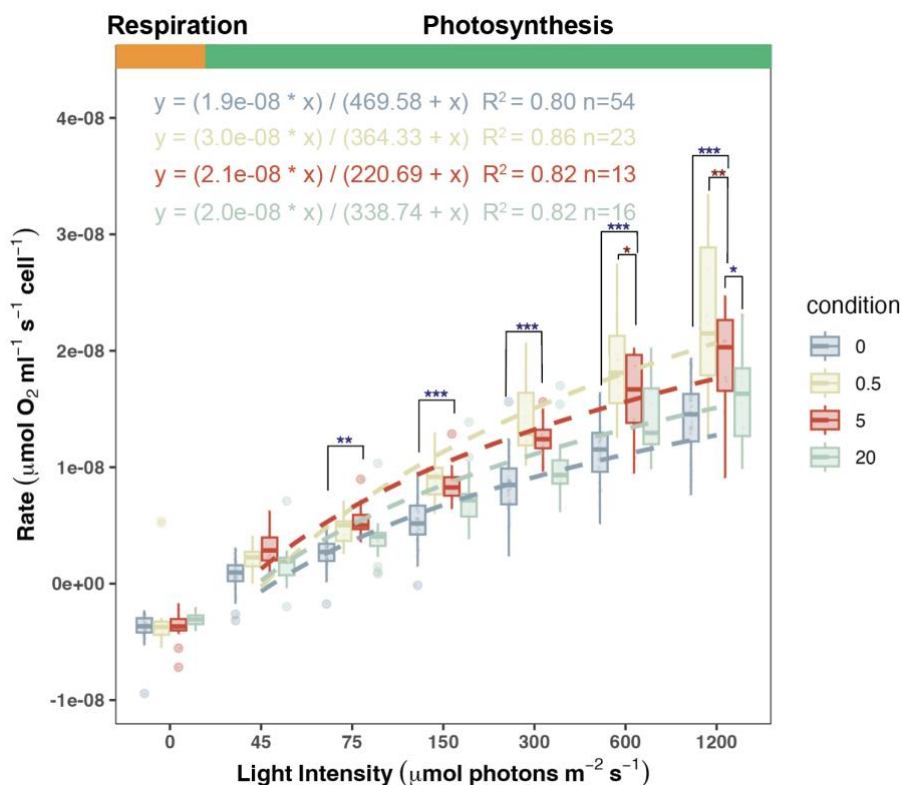 Respiration Photosynthesis
y = (1.9e-08 * x) / (469.58 + x) R² = 0.80 n=54
y = (3.0e-08 * x) / (364.33 + x) R² = 0.86 n=23
y = (2.1e-08 * x) / (220.69 + x) R² = 0.82 n=13
y = (2.0e-08 * x) / (338.74 + x) R² = 0.82 n=16
*** ** *** * * *** *** **
4e-08
3e-08
2e-08
1e-08
0e+00
-1e-08
Rate (µmol O₂ ml⁻¹ s⁻¹ cell⁻¹)
0 45 75 150 300 600 1200
Light Intensity (µmol photons m⁻² s⁻¹)
condition
0
0.5
5
20